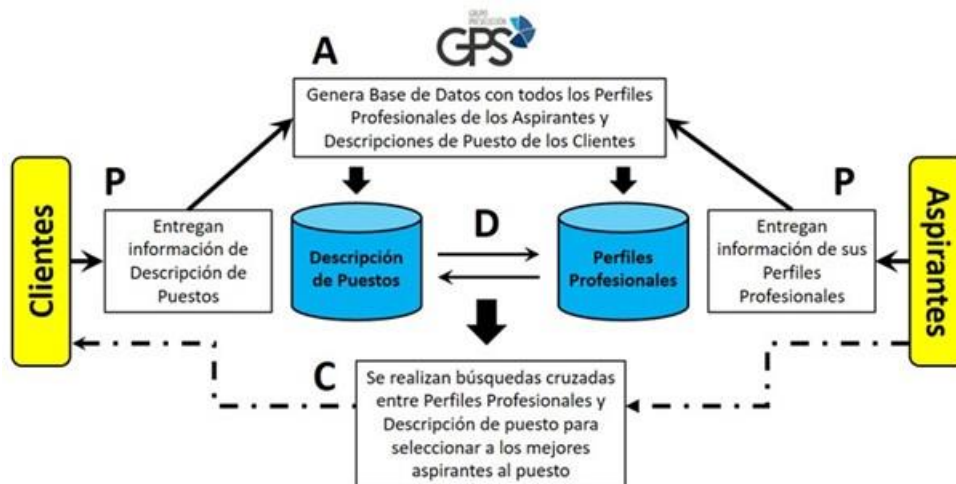 GRUPO
PRESELECCIÓN
GPS
A
Genera Base de Datos con todos los Perfiles
Profesionales de los Aspirantes y
Descripciones de Puesto de los Clientes
P
P
Clientes
Entregan
información de
Descripción de
Puestos
Descripción
de Puestos
D
Perfiles
Profesionales
Entregan
información de sus
Perfiles
Profesionales
Aspirantes
C
Se realizan búsquedas cruzadas
entre Perfiles Profesionales y
Descripción de puesto para
seleccionar a los mejores
aspirantes al puesto